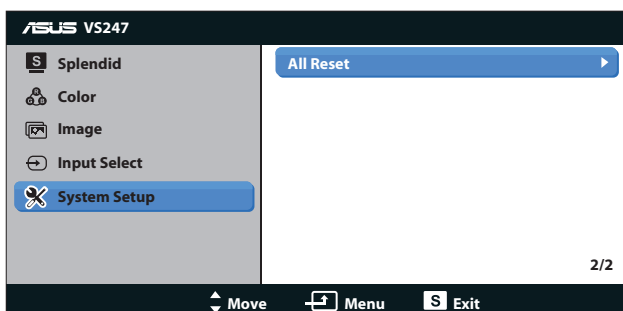 ASUS VS247
S Splendid
Color
Image
Input Select
System Setup
All Reset
2/2
Move Menu S Exit